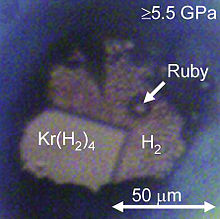 ≥5.5 GPa
Ruby
Kr(H₂)₄
H₂
50 μm